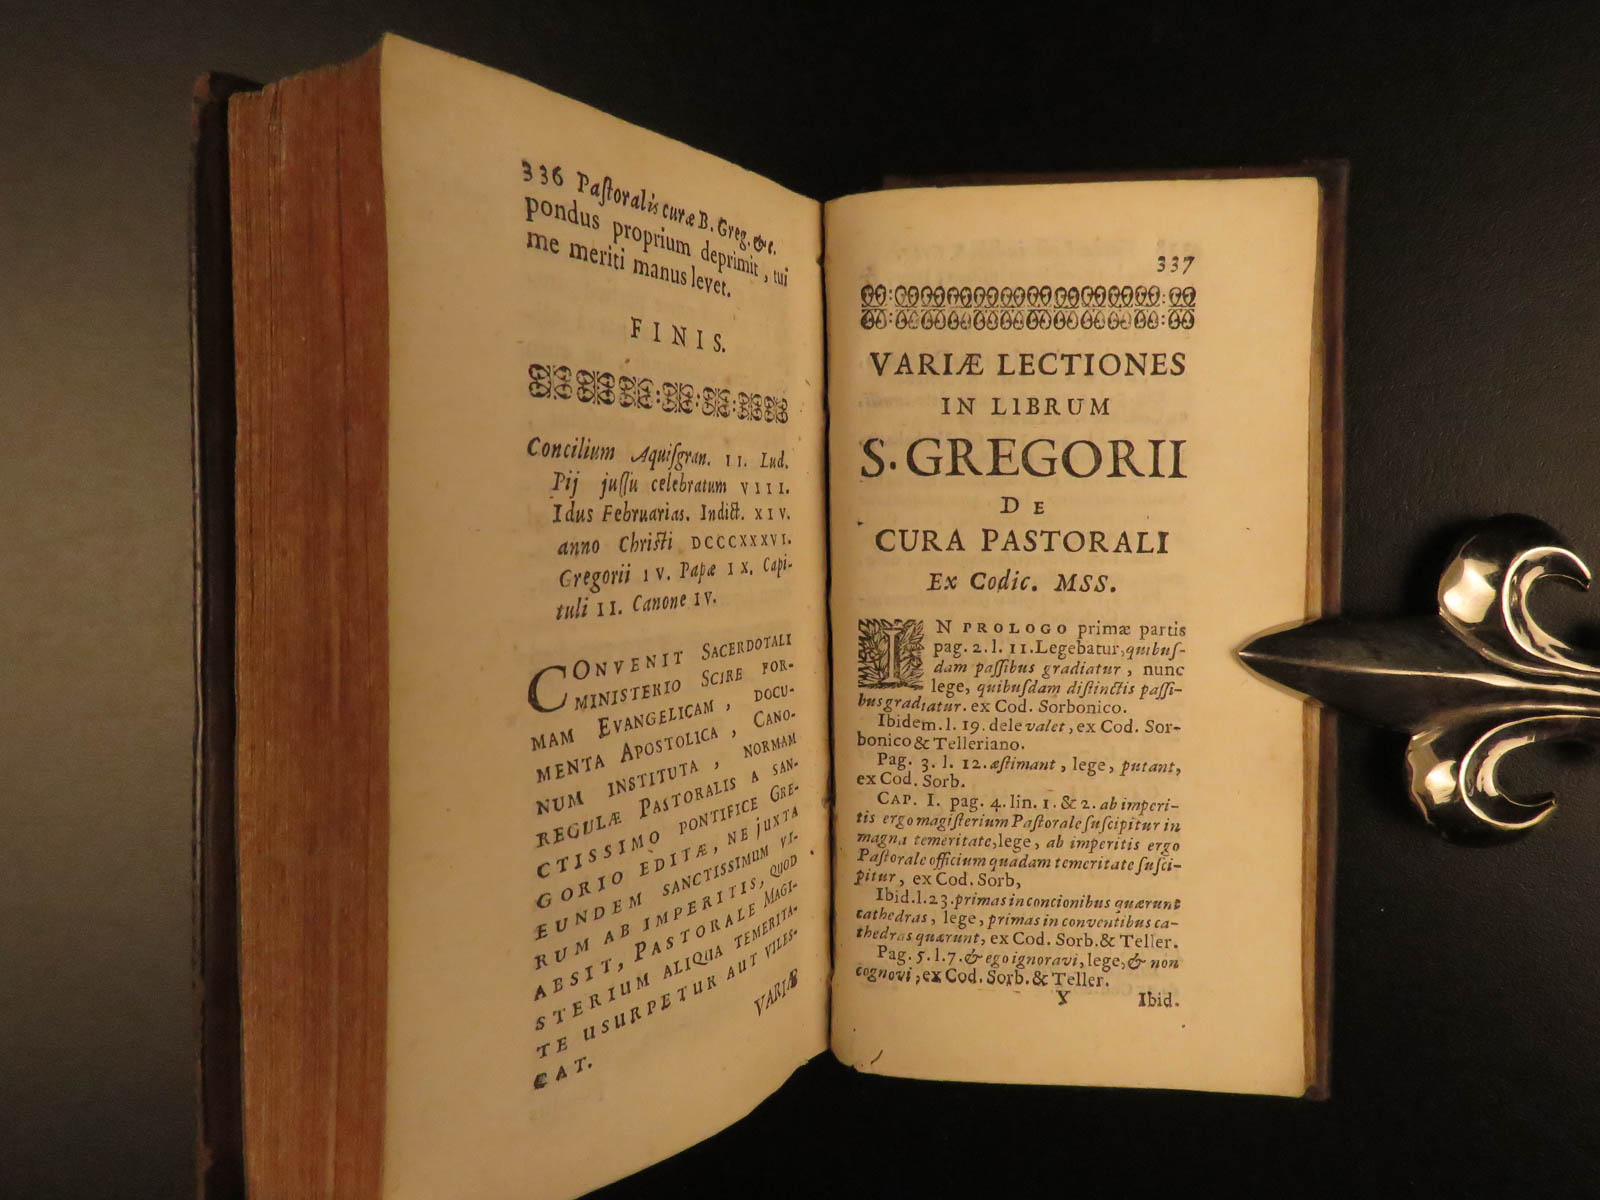 336 Paſtoralis curæ B. Greg. &c.
pondus proprium deprimit, tui
me meriti manus levet.
FINIS.
Concilium Aquiſgran. II. Lud.
Pij juſſu celebratum VIII.
Idus Februarias. Indict. XIV.
anno Chriſti DCCCXXXVI.
Gregorii IV. Papæ IX. Capi-
tuli II. Canone IV.
CONVENIT SACERDOTALI
MINISTERIO SCIRE FOR-
MAM EVANGELICAM, DOCU-
MENTA APOSTOLICA, CANO-
NUM INSTITUTA, NORMAM
REGULÆ PASTORALIS A SAN-
CTISSIMO PONTIFICE GRE-
GORIO EDITÆ, NE JUXTA
EUNDEM SANCTISSIMUM VI-
RUM AB IMPERITIS, QUOD
ABSIT, PASTORALE MAGI-
STERIUM ALIQUA TEMERITA-
TE USURPETUR AUT VILES-
CAT.
VARIÆ
337
VARIÆ LECTIONES
IN LIBRUM
S. GREGORII
DE
CURA PASTORALI
Ex Codic. MSS.
IN PROLOGO primæ partis
pag. 2. l. 11. Legebatur, quibuſ-
dam paſſibus gradiatur, nunc
lege, quibuſdam diſtinctis paſſi-
bus gradiatur. ex Cod. Sorbonico.
Ibidem. l. 19. dele valet, ex Cod. Sor-
bonico & Telleriano.
Pag. 3. l. 12. æſtimant, lege, putant,
ex Cod. Sorb.
CAP. I. pag. 4. lin. 1. & 2. ab imperi-
tis ergo magiſterium Paſtorale ſuſcipitur in
magna temeritate, lege, ab imperitis ergo
Paſtorale officium quadam temeritate ſuſci-
pitur, ex Cod. Sorb,
Ibid. l. 23. primas in concionibus quærunt
cathedras, lege, primas in conventibus ca-
thedras quærunt, ex Cod. Sorb. & Teller.
Pag. 5. l. 7. & ego ignoravi, lege, & non
cognovi, ex Cod. Sorb. & Teller.
X Ibid.